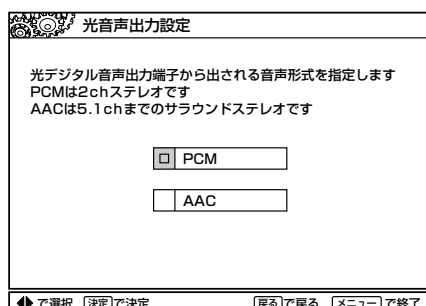 光音声出力設定
光デジタル音声出力端子から出される音声形式を指定します
PCMは2chステレオです
AACは5.1chまでのサラウンドステレオです
PCM
AAC
で選択 決定で決定 戻るで戻る メニューで終了